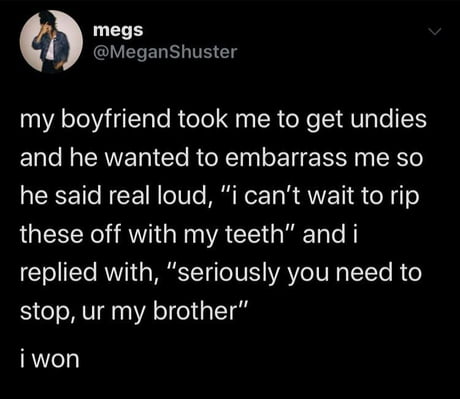 megs
@MeganShuster
my boyfriend took me to get undies
and he wanted to embarrass me so
he said real loud, “i can’t wait to rip
these off with my teeth” and i
replied with, “seriously you need to
stop, ur my brother”
i won